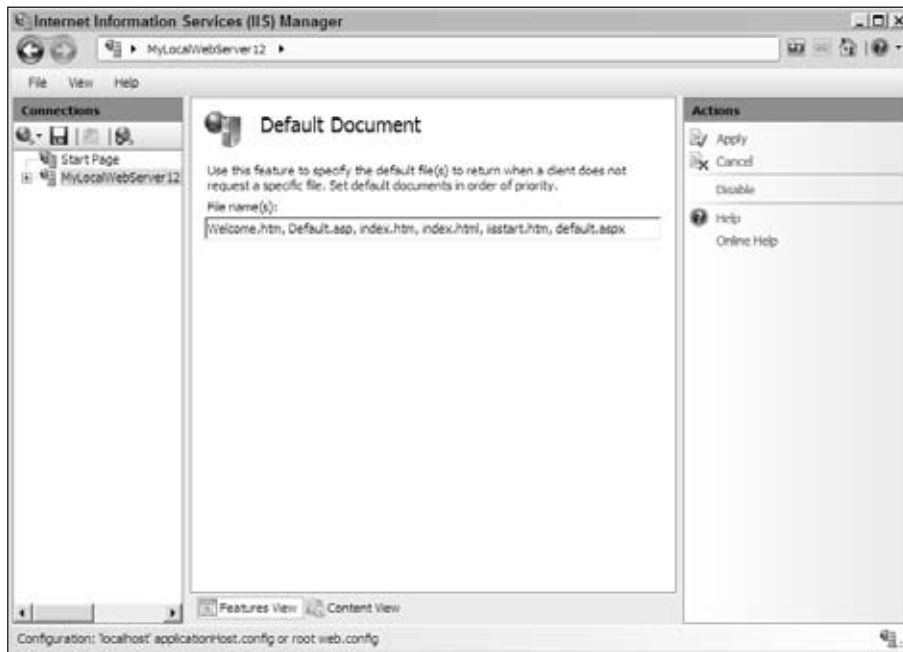 Internet Information Services (IIS) Manager
MyLocalWebServer12
File View Help
Connections
Start Page
MyLocalWebServer12
Default Document
Use this feature to specify the default file(s) to return when a client does not
request a specific file. Set default documents in order of priority.
File name(s):
Welcome.htm, Default.asp, index.htm, index.html, iisstart.htm, default.aspx
Features View Content View
Actions
Apply
Cancel
Disable
Help
Online Help
Configuration: 'localhost' applicationHost.config or root web.config